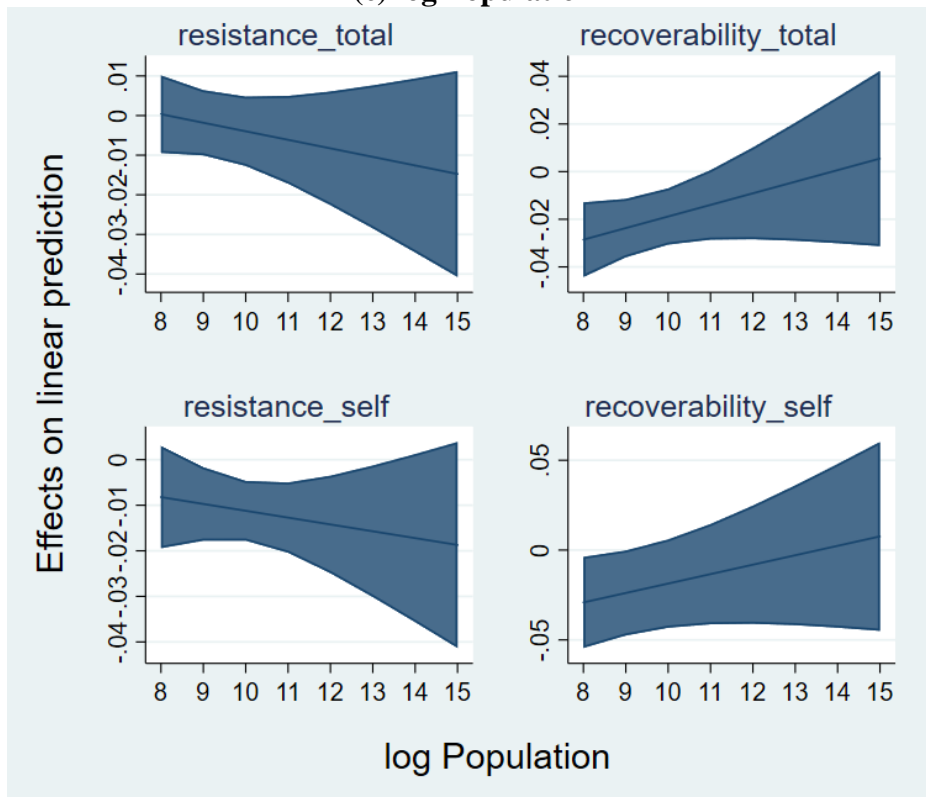 resistance_total
recoverability_total
.01
0
-.01
-.02
-.03
-.04
.04
.02
0
-.02
-.04
8 9 10 11 12 13 14 15
8 9 10 11 12 13 14 15
Effects on linear prediction
resistance_self
recoverability_self
0
-.01
-.02
-.03
-.04
.05
0
-.05
8 9 10 11 12 13 14 15
8 9 10 11 12 13 14 15
log Population